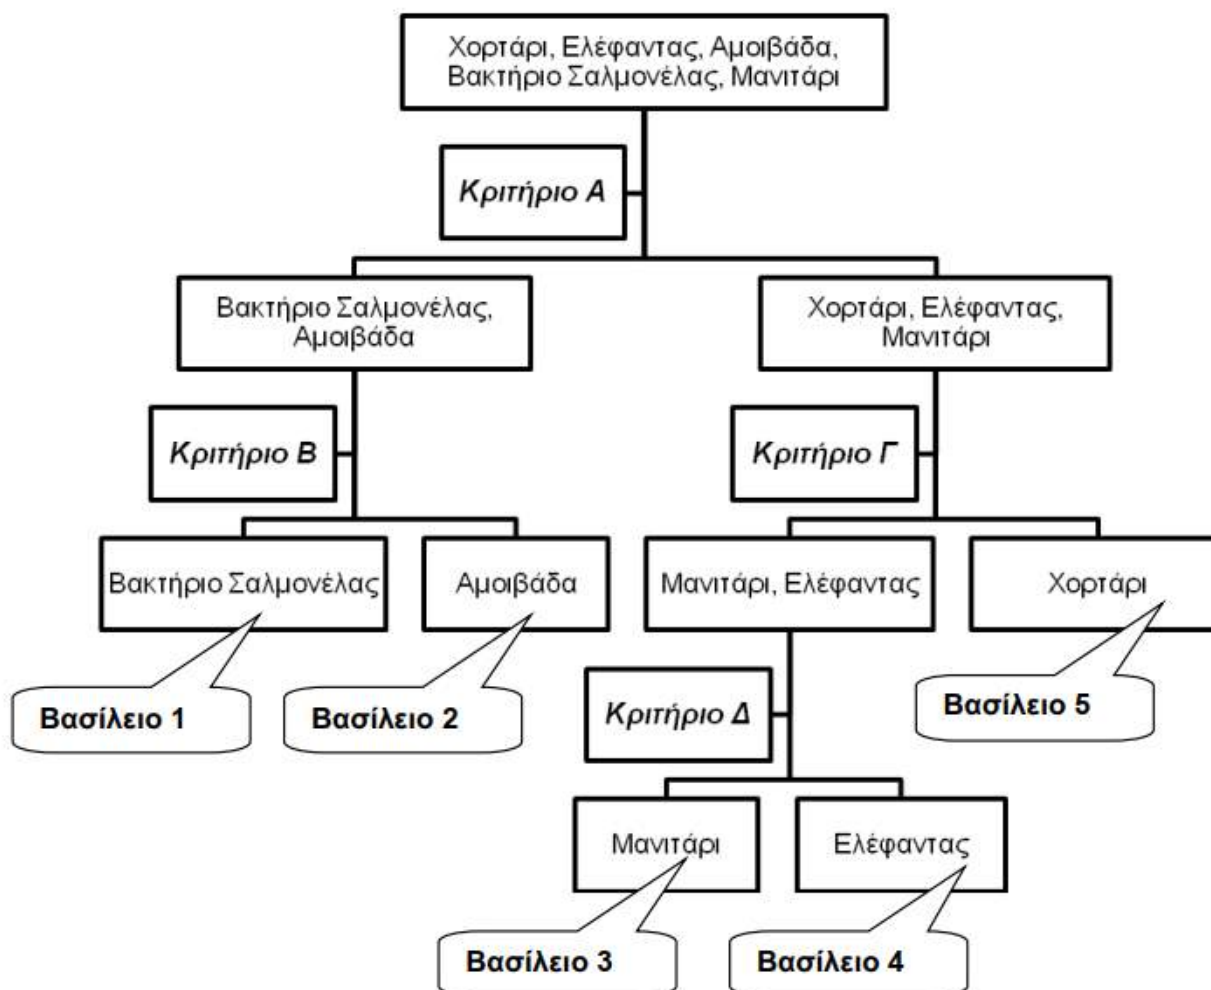 Χορτάρι, Ελέφαντας, Αμοιβάδα,
Βακτήριο Σαλμονέλας, Μανιτάρι
Κριτήριο Α
Βακτήριο Σαλμονέλας,
Αμοιβάδα
Χορτάρι, Ελέφαντας,
Μανιτάρι
Κριτήριο Β
Κριτήριο Γ
Βακτήριο Σαλμονέλας
Αμοιβάδα
Μανιτάρι, Ελέφαντας
Χορτάρι
Βασίλειο 1
Βασίλειο 2
Κριτήριο Δ
Βασίλειο 5
Μανιτάρι
Ελέφαντας
Βασίλειο 3
Βασίλειο 4